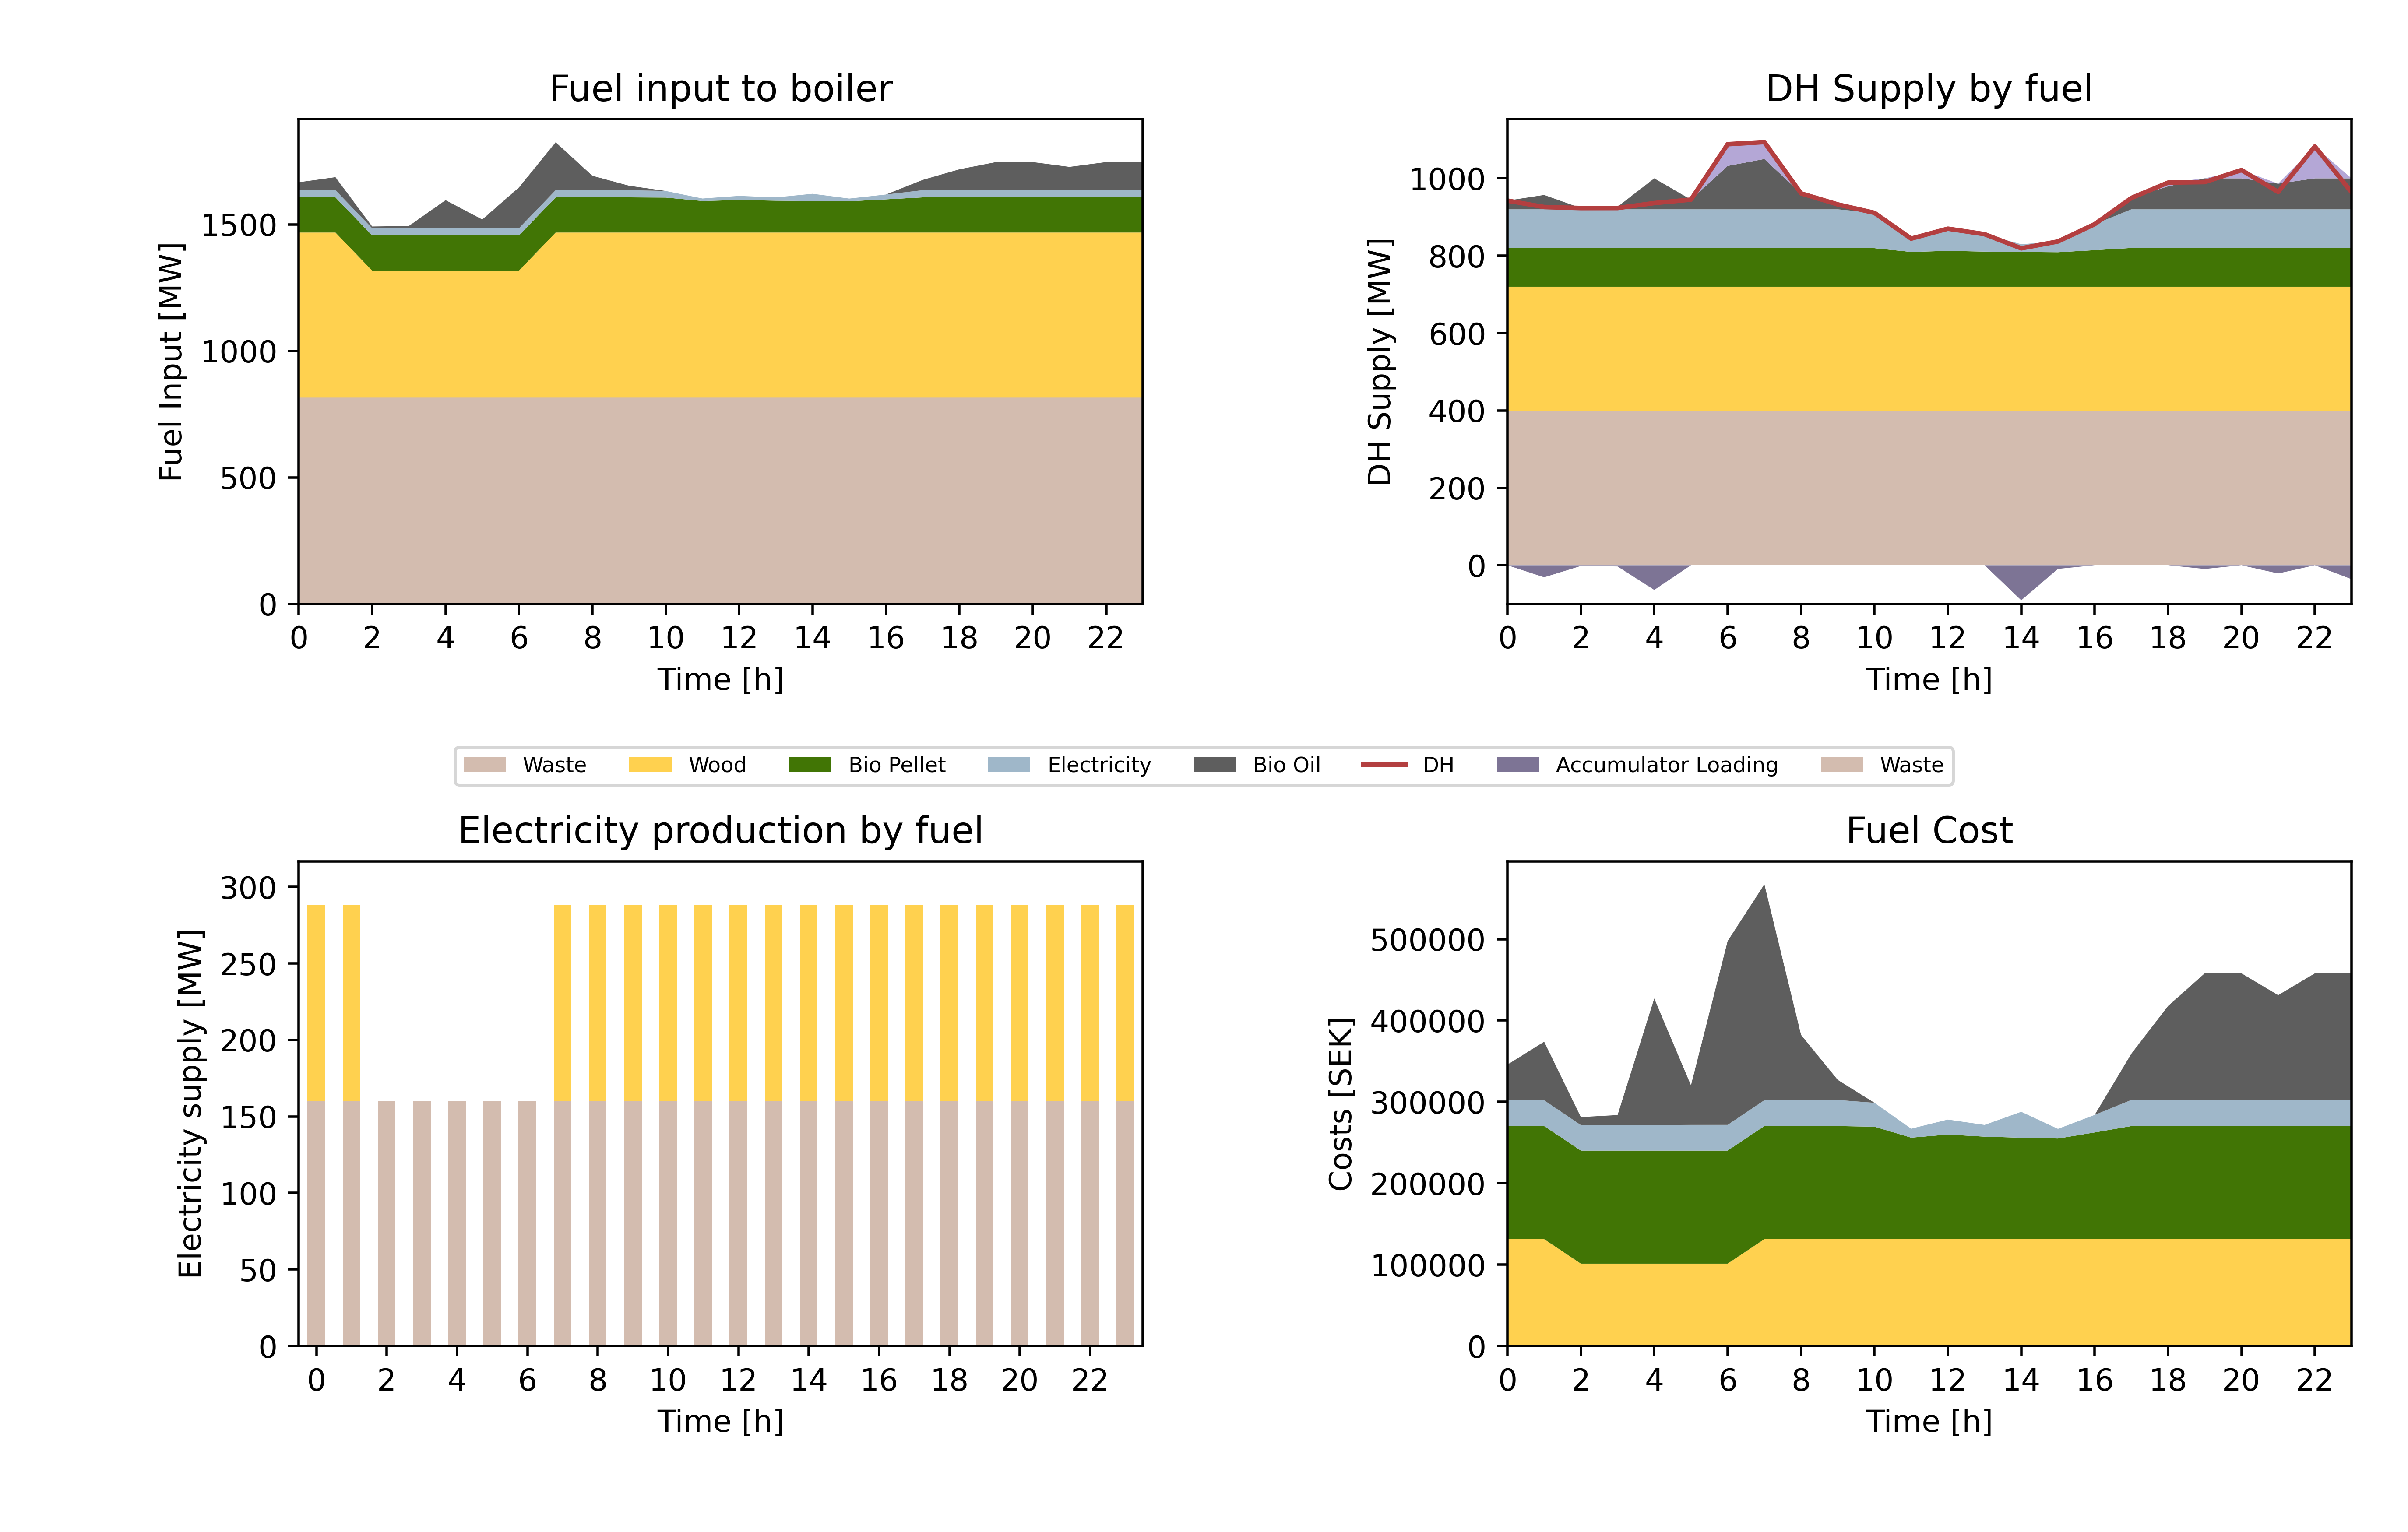 Fuel input to boiler
Fuel Input [MW]
1500
1000
500
0
0 2 4 6 8 10 12 14 16 18 20 22
Time [h]
DH Supply by fuel
DH Supply [MW]
1000
800
600
400
200
0
0 2 4 6 8 10 12 14 16 18 20 22
Time [h]
Waste Wood Bio Pellet Electricity Bio Oil DH Accumulator Loading Waste
Electricity production by fuel
Electricity supply [MW]
300
250
200
150
100
50
0
0 2 4 6 8 10 12 14 16 18 20 22
Time [h]
Fuel Cost
Costs [SEK]
500000
400000
300000
200000
100000
0
0 2 4 6 8 10 12 14 16 18 20 22
Time [h]